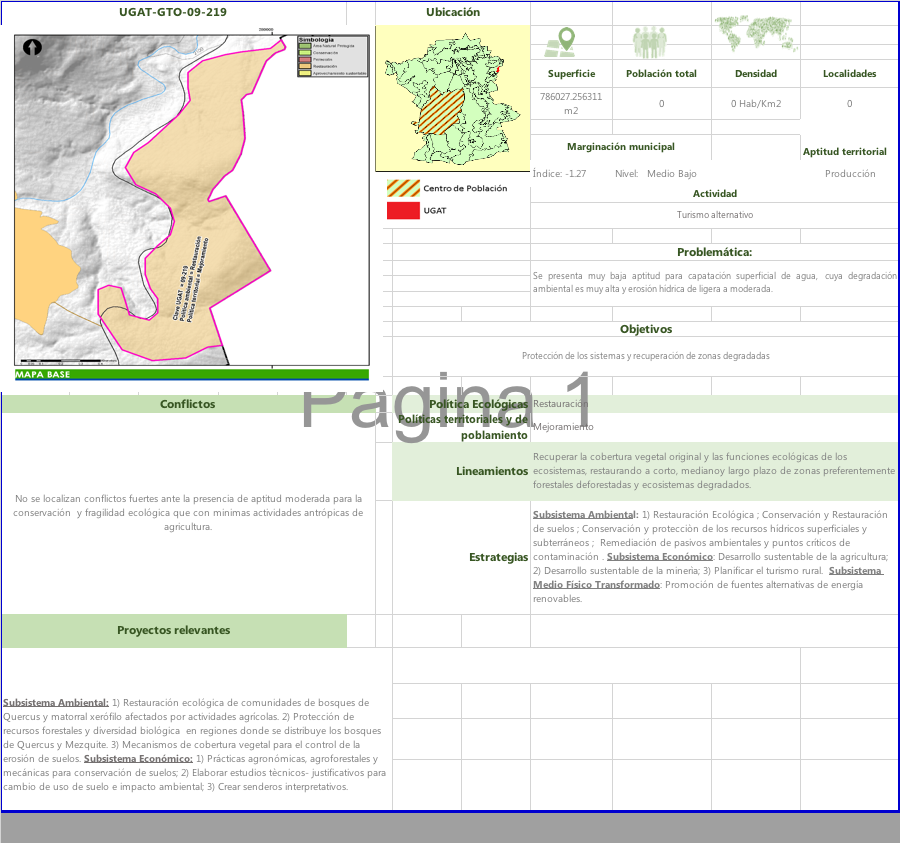 UGAT-GTO-09-219
Simbología
Área Natural Protegida
Conservación
Protección
Restauración
Aprovechamiento sustentable
Clave UGAT = 09-219
Política ambiental = Restauración
Política territorial = Mejoramiento
MAPA BASE
Ubicación
Centro de Población
UGAT
Superficie
Población total
Densidad
Localidades
786027.256311
m2
0
0 Hab/Km2
0
Marginación municipal
Aptitud territorial
Índice: -1.27 Nivel: Medio Bajo
Producción
Actividad
Turismo alternativo
Problemática:
Se presenta muy baja aptitud para capatación superficial de agua, cuya degradación
ambiental es muy alta y erosión hídrica de ligera a moderada.
Objetivos
Protección de los sistemas y recuperación de zonas degradadas
Página 1
Conflictos
No se localizan conflictos fuertes ante la presencia de aptitud moderada para la
conservación y fragilidad ecológica que con minimas actividades antrópicas de
agricultura.
Política Ecológicas
Restauración
Políticas territoriales y de
poblamiento
Mejoramiento
Lineamientos
Recuperar la cobertura vegetal original y las funciones ecológicas de los
ecosistemas, restaurando a corto, medianoy largo plazo de zonas preferentemente
forestales deforestadas y ecosistemas degradados.
Estrategias
Subsistema Ambiental: 1) Restauración Ecológica ; Conservación y Restauración
de suelos ; Conservación y protección de los recursos hídricos superficiales y
subterráneos ; Remediación de pasivos ambientales y puntos críticos de
contaminación . Subsistema Económico: Desarrollo sustentable de la agricultura;
2) Desarrollo sustentable de la mineria; 3) Planificar el turismo rural. Subsistema
Medio Físico Transformado: Promoción de fuentes alternativas de energía
renovables.
Proyectos relevantes
Subsistema Ambiental: 1) Restauración ecológica de comunidades de bosques de
Quercus y matorral xerófilo afectados por actividades agrícolas. 2) Protección de
recursos forestales y diversidad biológica en regiones donde se distribuye los bosques
de Quercus y Mezquite. 3) Mecanismos de cobertura vegetal para el control de la
erosión de suelos. Subsistema Económico: 1) Prácticas agronómicas, agroforestales y
mecánicas para conservación de suelos; 2) Elaborar estudios tècnicos- justificativos para
cambio de uso de suelo e impacto ambiental; 3) Crear senderos interpretativos.